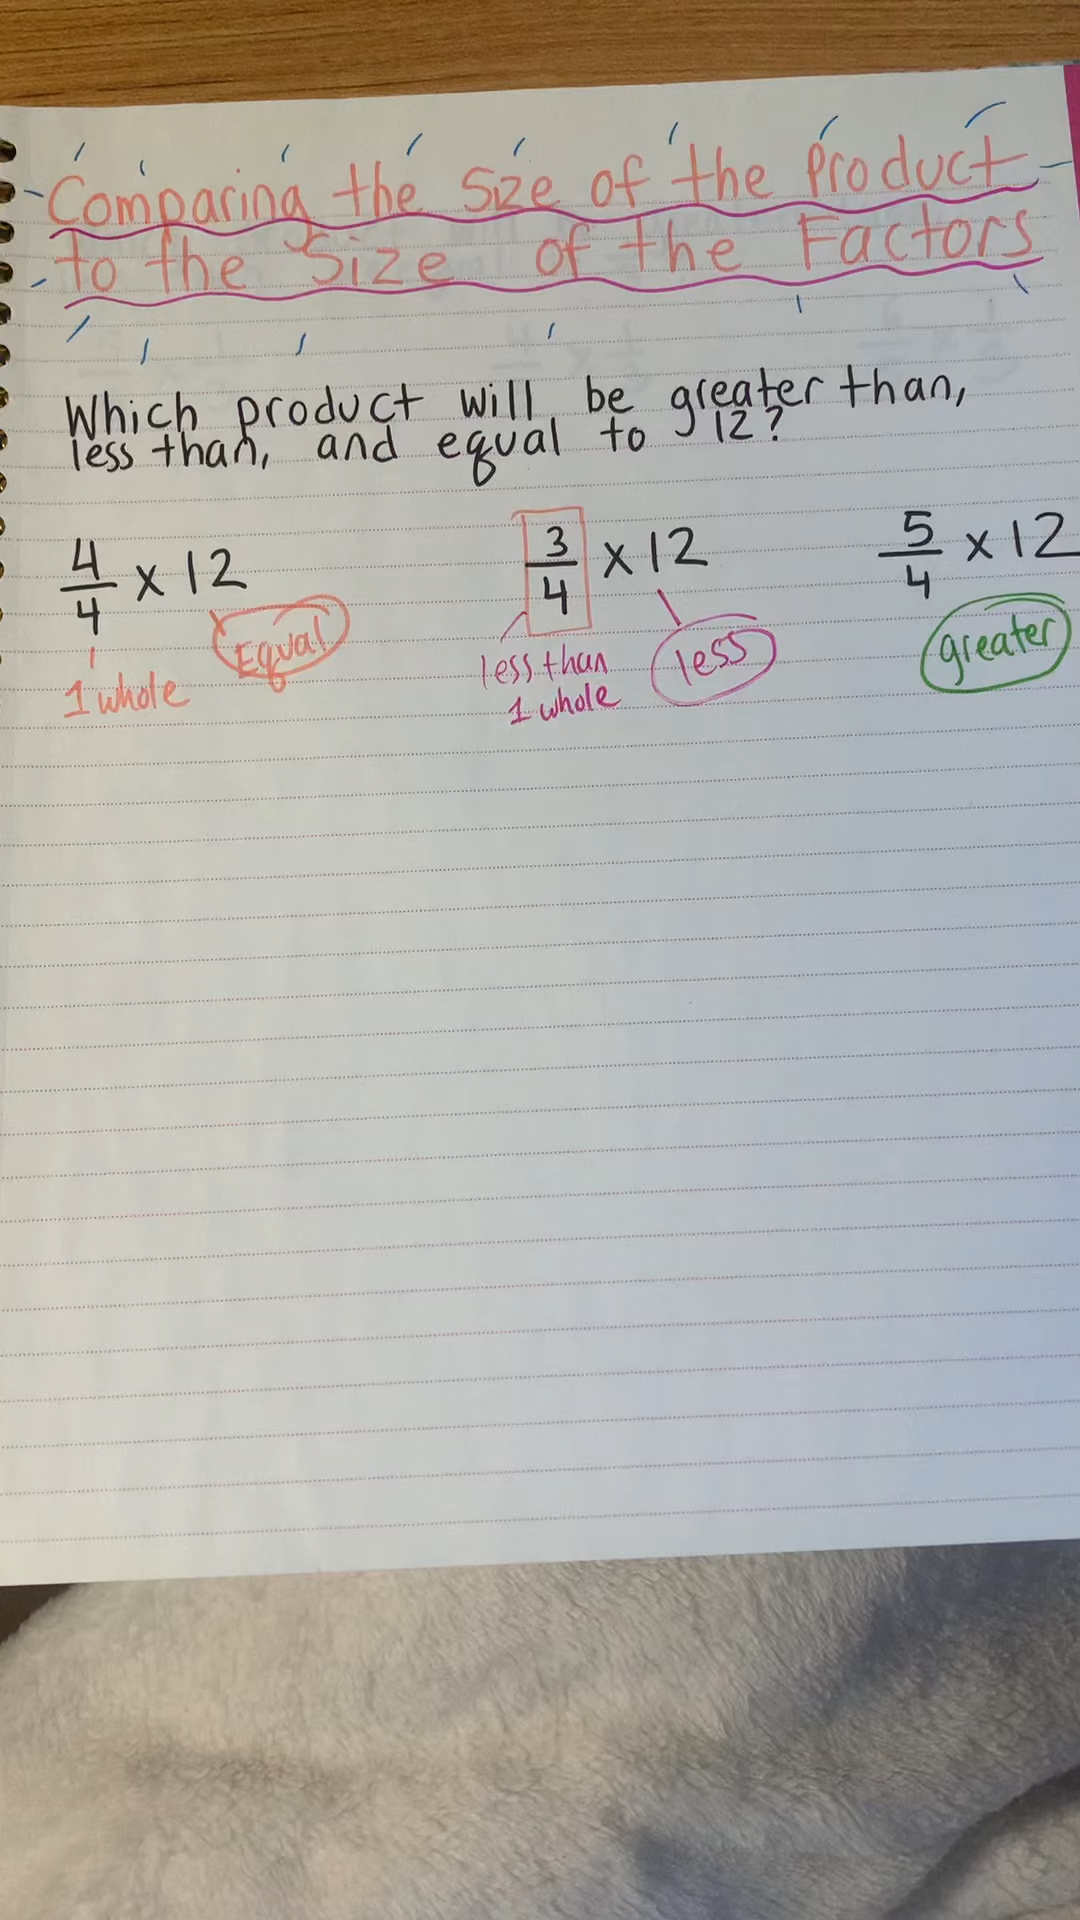 Comparing the Size of the Product
to the Size of the Factors
Which product will be greater than,
less than, and equal to 12?
4/4 x 12
3/4 x 12
5/4 x 12
1 whole
Equal
less than
1 whole
less
greater